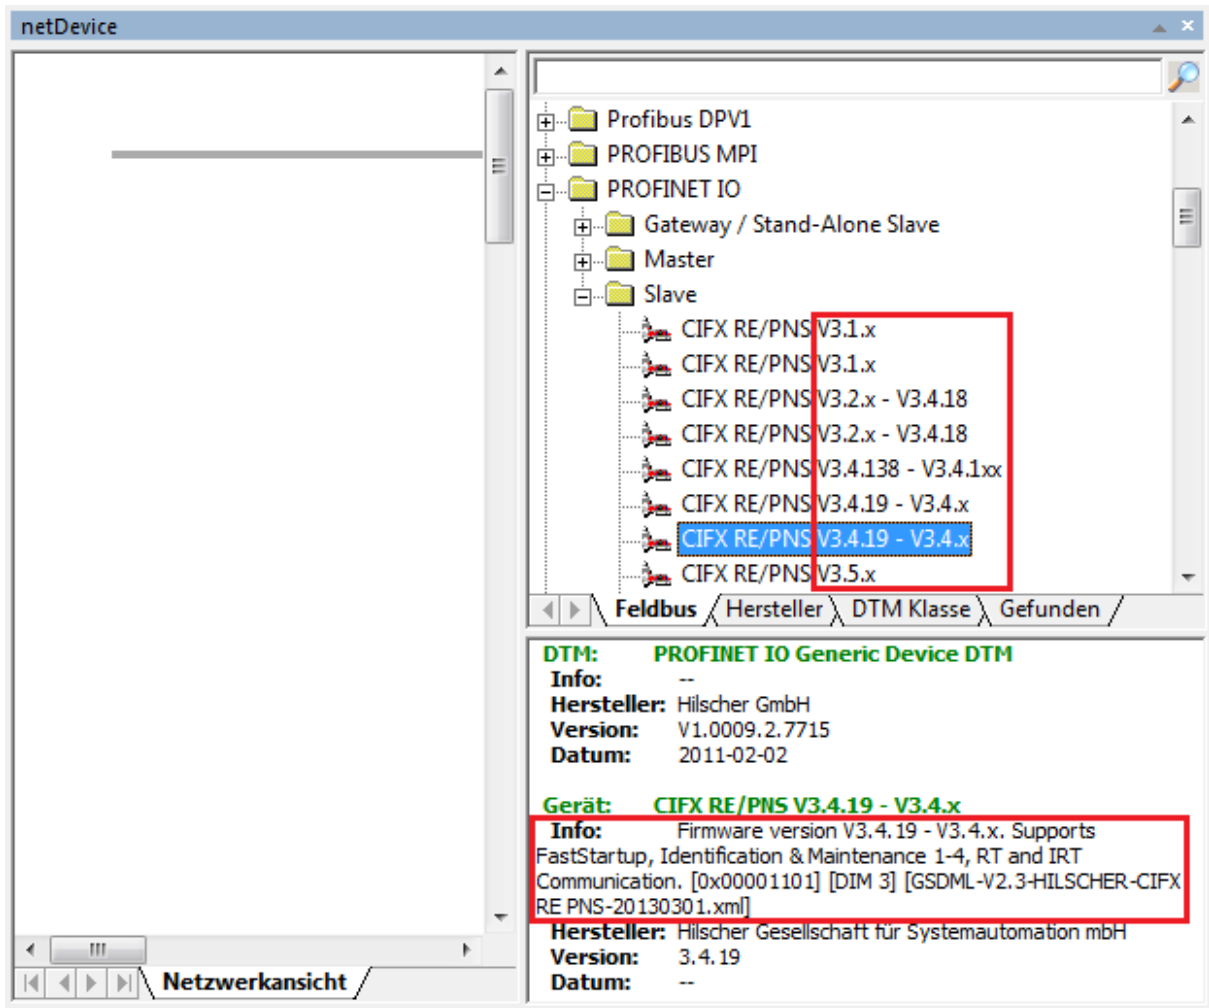 netDevice
Profibus DPV1
PROFIBUS MPI
PROFINET IO
Gateway / Stand-Alone Slave
Master
Slave
CIFX RE/PNS V3.1.x
CIFX RE/PNS V3.1.x
CIFX RE/PNS V3.2.x - V3.4.18
CIFX RE/PNS V3.2.x - V3.4.18
CIFX RE/PNS V3.4.138 - V3.4.1xx
CIFX RE/PNS V3.4.19 - V3.4.x
CIFX RE/PNS V3.4.19 - V3.4.x
CIFX RE/PNS V3.5.x
Feldbus Hersteller DTM Klasse Gefunden
DTM: PROFINET IO Generic Device DTM
Info: --
Hersteller: Hilscher GmbH
Version: V1.0009.2.7715
Datum: 2011-02-02
Gerät: CIFX RE/PNS V3.4.19 - V3.4.x
Info: Firmware version V3.4.19 - V3.4.x. Supports
FastStartup, Identification & Maintenance 1-4, RT and IRT
Communication. [0x00001101] [DIM 3] [GSDML-V2.3-HILSCHER-CIFX
RE PNS-20130301.xml]
Hersteller: Hilscher Gesellschaft für Systemautomation mbH
Version: 3.4.19
Datum: --
Netzwerkansicht